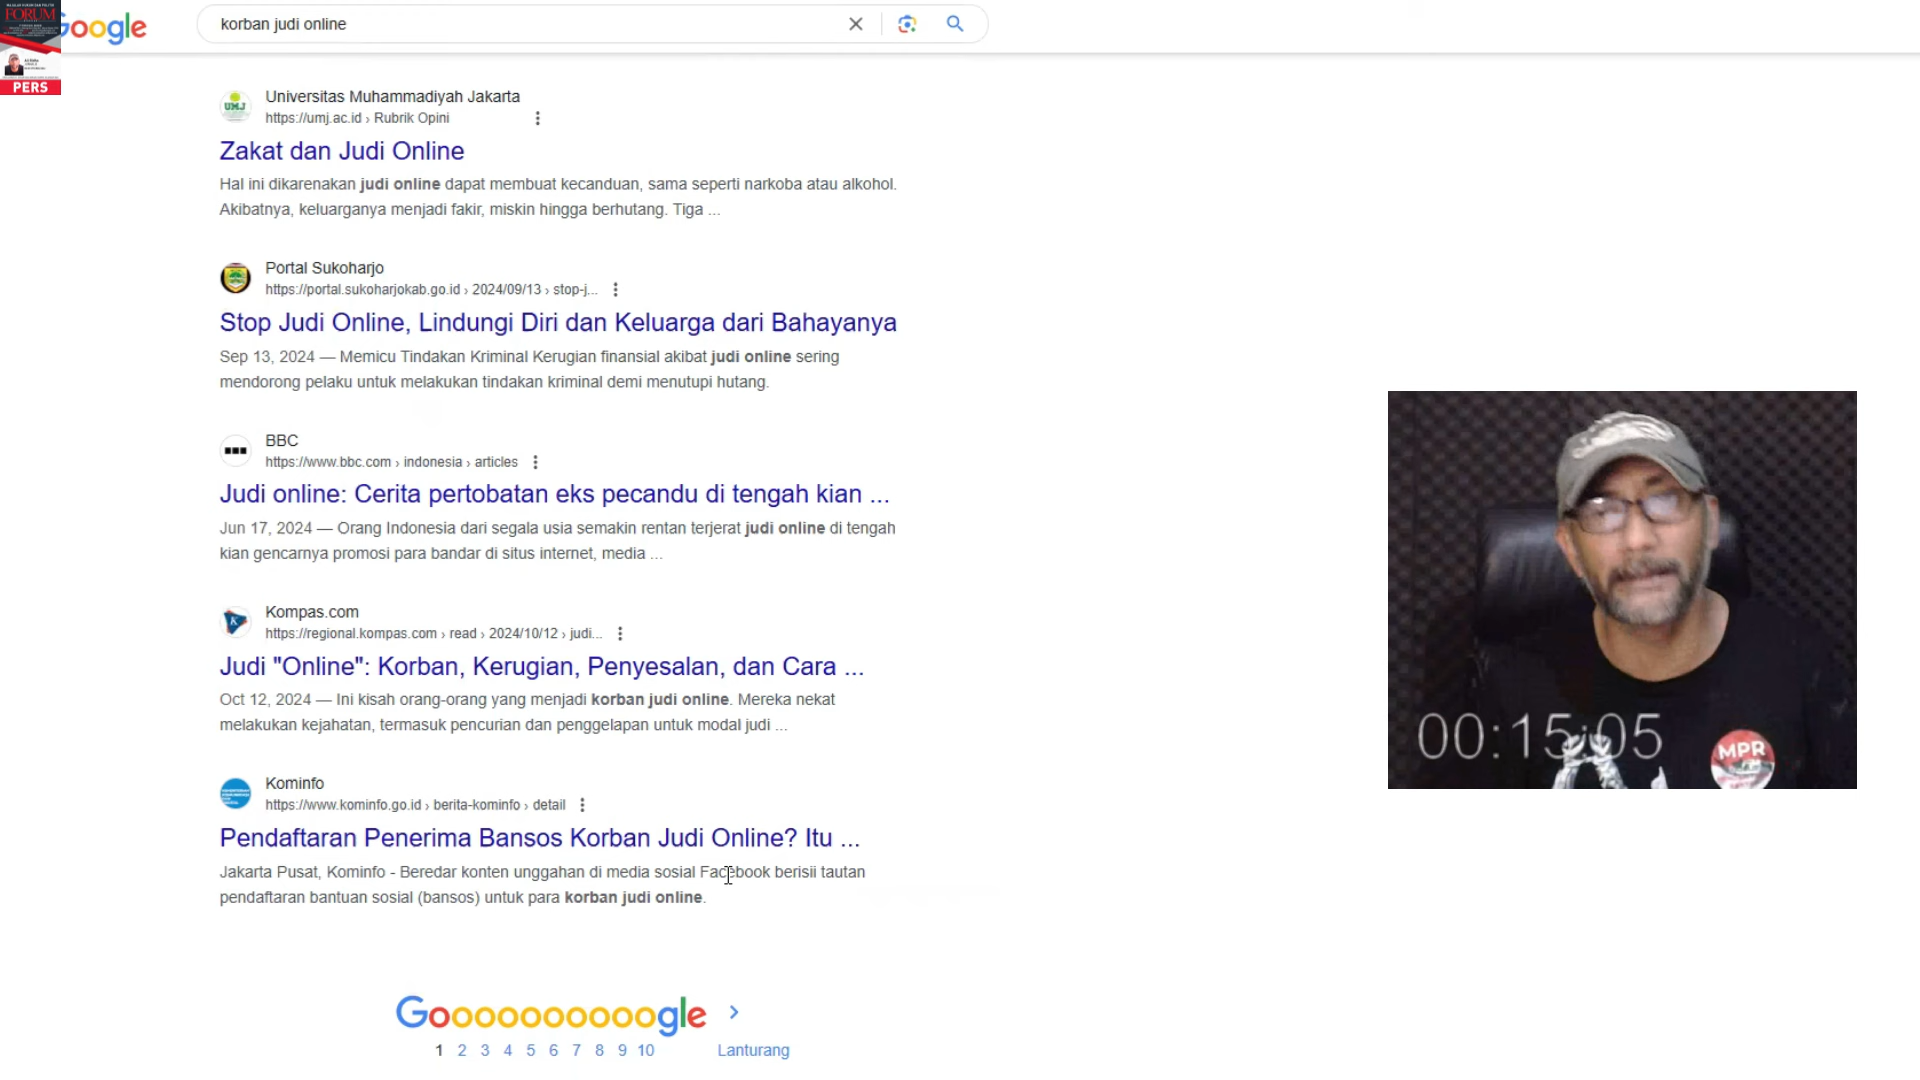 FORUM
PERS
Google
korban judi online
UMJ
Universitas Muhammadiyah Jakarta
https://umj.ac.id › Rubrik Opini
Zakat dan Judi Online
Hal ini dikarenakan judi online dapat membuat kecanduan, sama seperti narkoba atau alkohol.
Akibatnya, keluarganya menjadi fakir, miskin hingga berhutang. Tiga ...
Portal Sukoharjo
https://portal.sukoharjokab.go.id › 2024/09/13 › stop-j...
Stop Judi Online, Lindungi Diri dan Keluarga dari Bahayanya
Sep 13, 2024 — Memicu Tindakan Kriminal Kerugian finansial akibat judi online sering
mendorong pelaku untuk melakukan tindakan kriminal demi menutupi hutang.
BBC
https://www.bbc.com › indonesia › articles
Judi online: Cerita pertobatan eks pecandu di tengah kian ...
Jun 17, 2024 — Orang Indonesia dari segala usia semakin rentan terjerat judi online di tengah
kian gencarnya promosi para bandar di situs internet, media ...
K
Kompas.com
https://regional.kompas.com › read › 2024/10/12 › judi...
Judi "Online": Korban, Kerugian, Penyesalan, dan Cara ...
Oct 12, 2024 — Ini kisah orang-orang yang menjadi korban judi online. Mereka nekat
melakukan kejahatan, termasuk pencurian dan penggelapan untuk modal judi ...
Kominfo
https://www.kominfo.go.id › berita-kominfo › detail
Pendaftaran Penerima Bansos Korban Judi Online? Itu ...
Jakarta Pusat, Kominfo - Beredar konten unggahan di media sosial Facebook berisii tautan
pendaftaran bantuan sosial (bansos) untuk para korban judi online.
Goooooooooogle
1 2 3 4 5 6 7 8 9 10 Lanturang
00:15:05
MPR